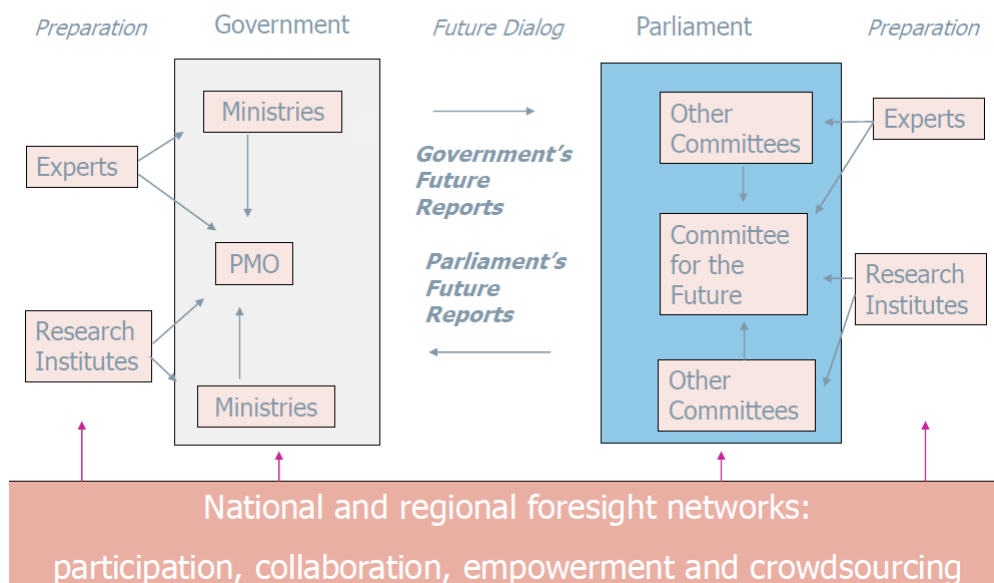 Preparation
Government
Future Dialog
Parliament
Preparation
Ministries
Experts
PMO
Research
Institutes
Ministries
Government's
Future
Reports
Parliament's
Future
Reports
Other
Committees
Committee
for the
Future
Other
Committees
Experts
Research
Institutes
National and regional foresight networks:
participation, collaboration, empowerment and crowdsourcing